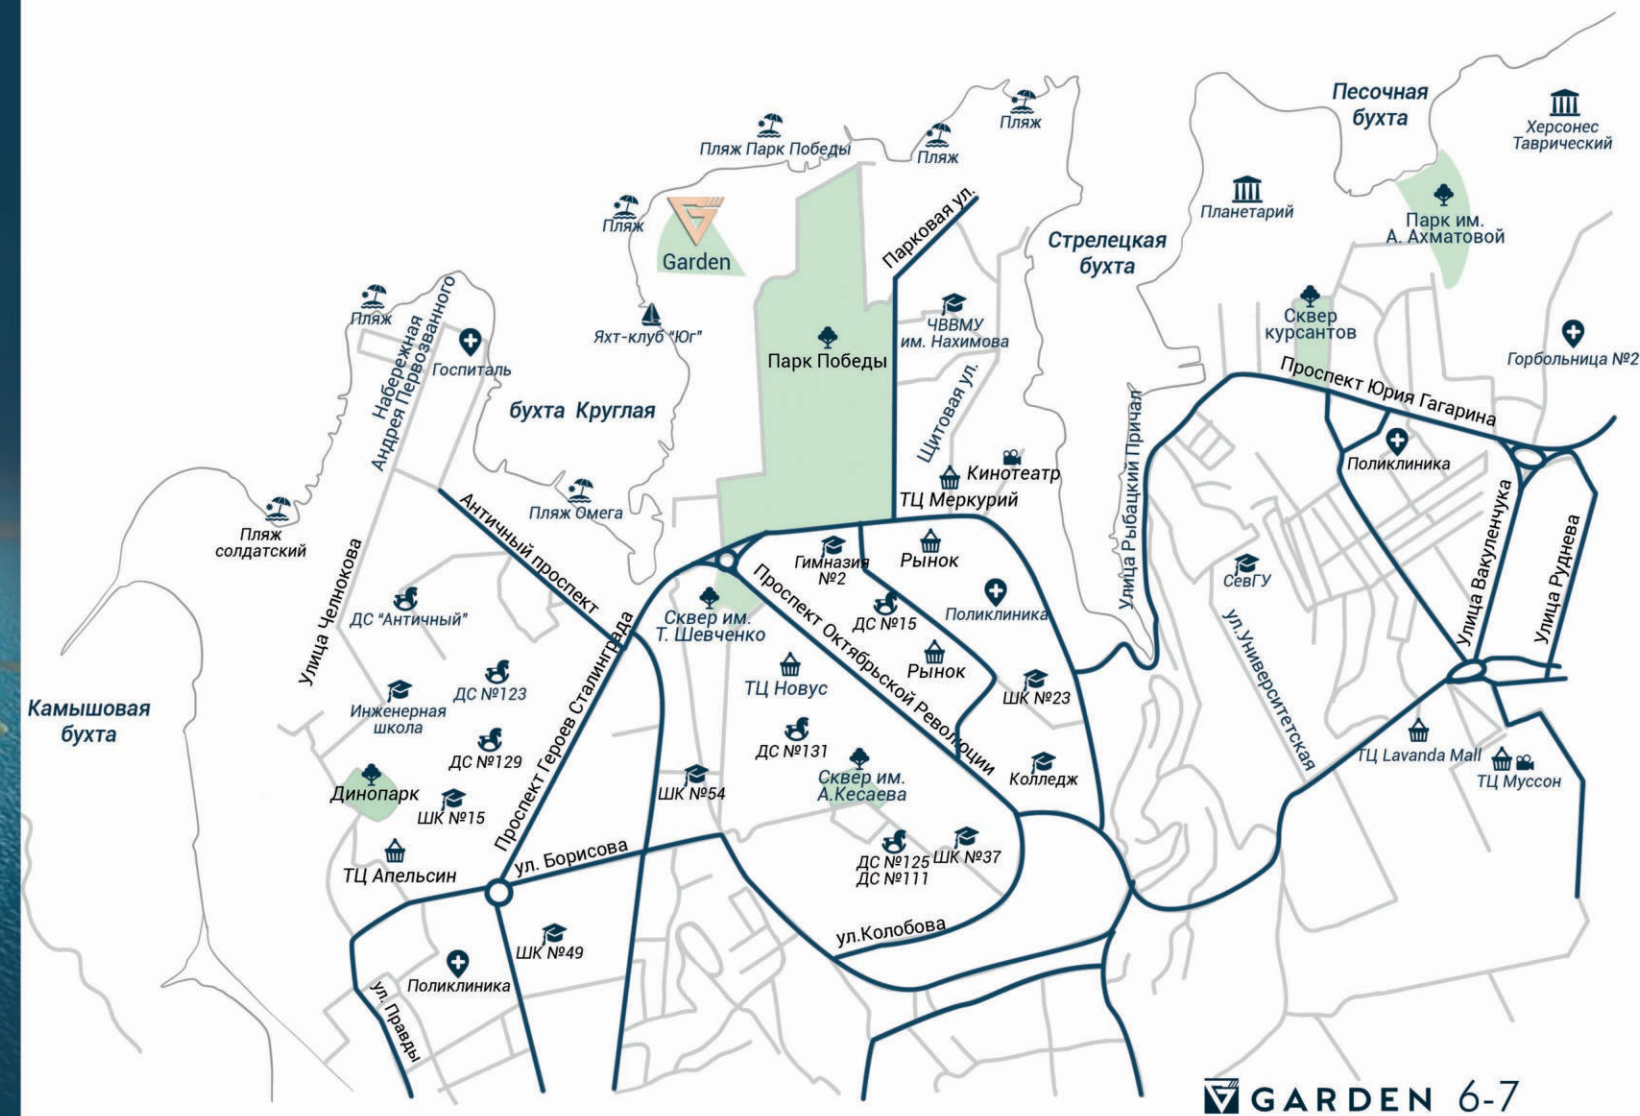 Песочная
бухта
Херсонес
Таврический
Пляж
Пляж Парк Победы
Пляж
Планетарий
Парк им.
А. Ахматовой
Пляж
Garden
Парковая ул.
Стрелецкая
бухта
Пляж
Набережная
Андрея Первозванного
Госпиталь
Яхт-клуб "Юг"
Парк Победы
ЧВВМУ
им. Нахимова
Сквер
курсантов
Горбольница №2
Проспект Юрия Гагарина
бухта Круглая
Щитовая ул.
Улица Рыбацкий Причал
Кинотеатр
ТЦ Меркурий
Поликлиника
Пляж
солдатский
Пляж Омега
Античный проспект
Улица Челнокова
Гимназия
№2
Рынок
СевГУ
Улица Вакуленчука
Улица Руднева
ДС "Античный"
Сквер им.
Т. Шевченко
Проспект Октябрьской Революции
ДС №15
Поликлиника
ул.Университетская
Рынок
ДС №123
ТЦ Новус
ШК №23
Камышовая
бухта
Инженерная
школа
Проспект Героев Сталинграда
ДС №129
ДС №131
Сквер им.
А.Кесаева
Колледж
ТЦ Lavanda Mall
ТЦ Муссон
Динопарк
ШК №15
ШК №54
ТЦ Апельсин
ул. Борисова
ДС №125
ДС №111
ШК №37
ул.Колобова
ШК №49
Поликлиника
ул. Правды
GARDEN 6-7